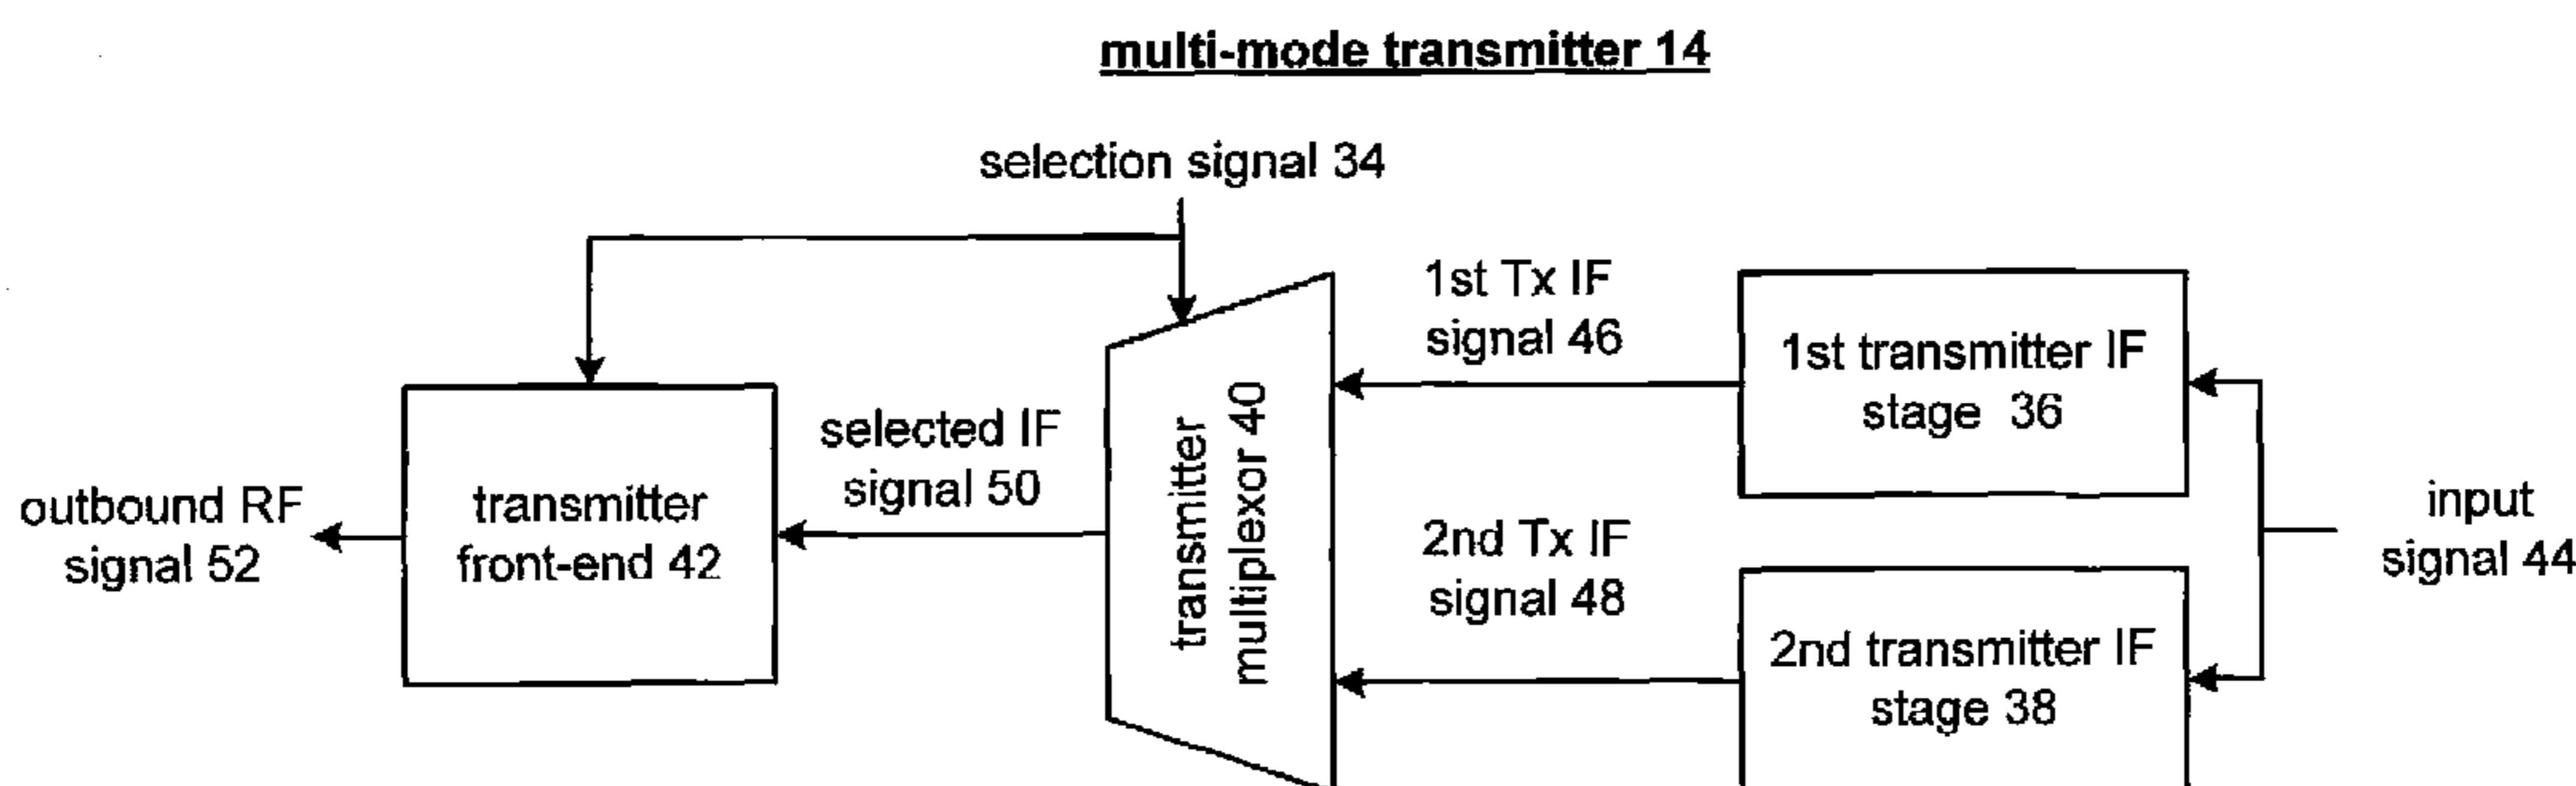 multi-mode transmitter 14
selection signal 34
1st Tx IF
signal 46
1st transmitter IF
stage 36
selected IF
signal 50
transmitter
multiplexor 40
outbound RF
signal 52
transmitter
front-end 42
input
signal 44
2nd Tx IF
signal 48
2nd transmitter IF
stage 38